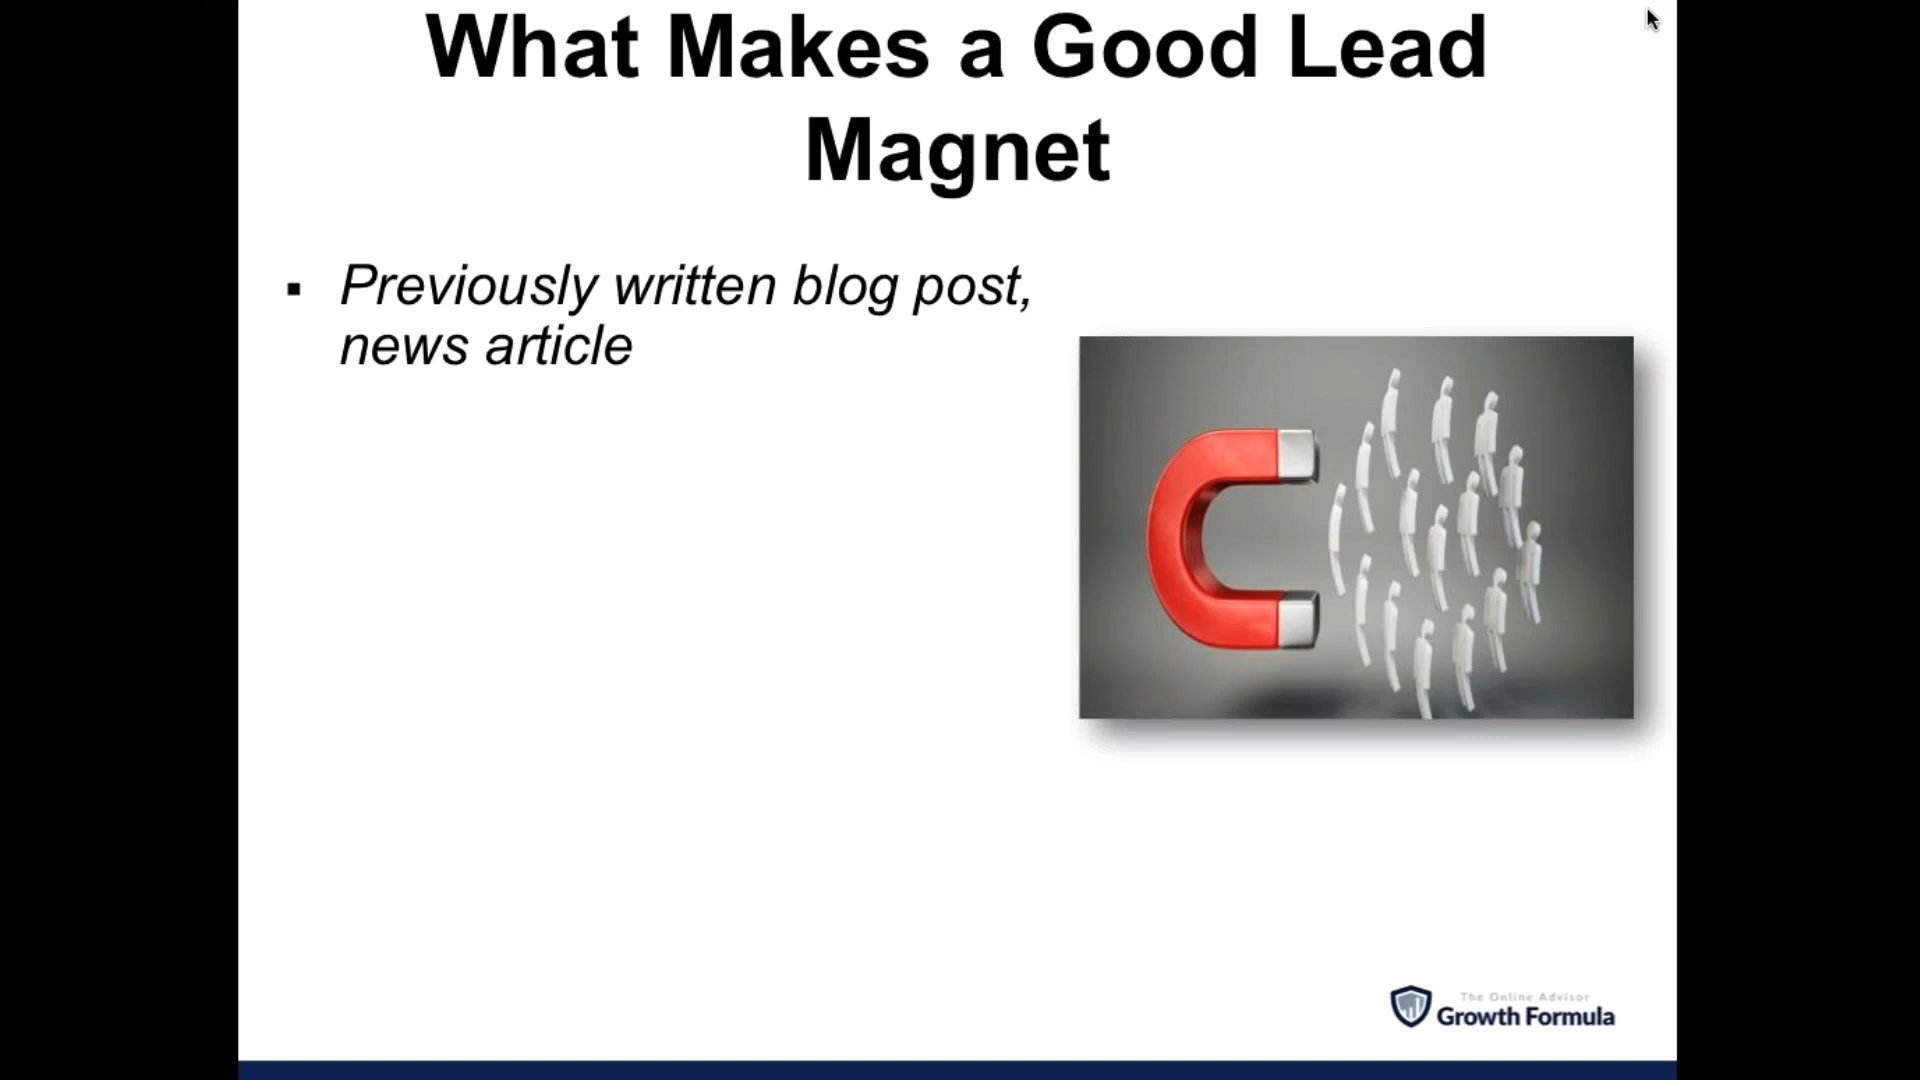 What Makes a Good Lead
Magnet
▪ Previously written blog post,
news article
The Online Advisor
Growth Formula